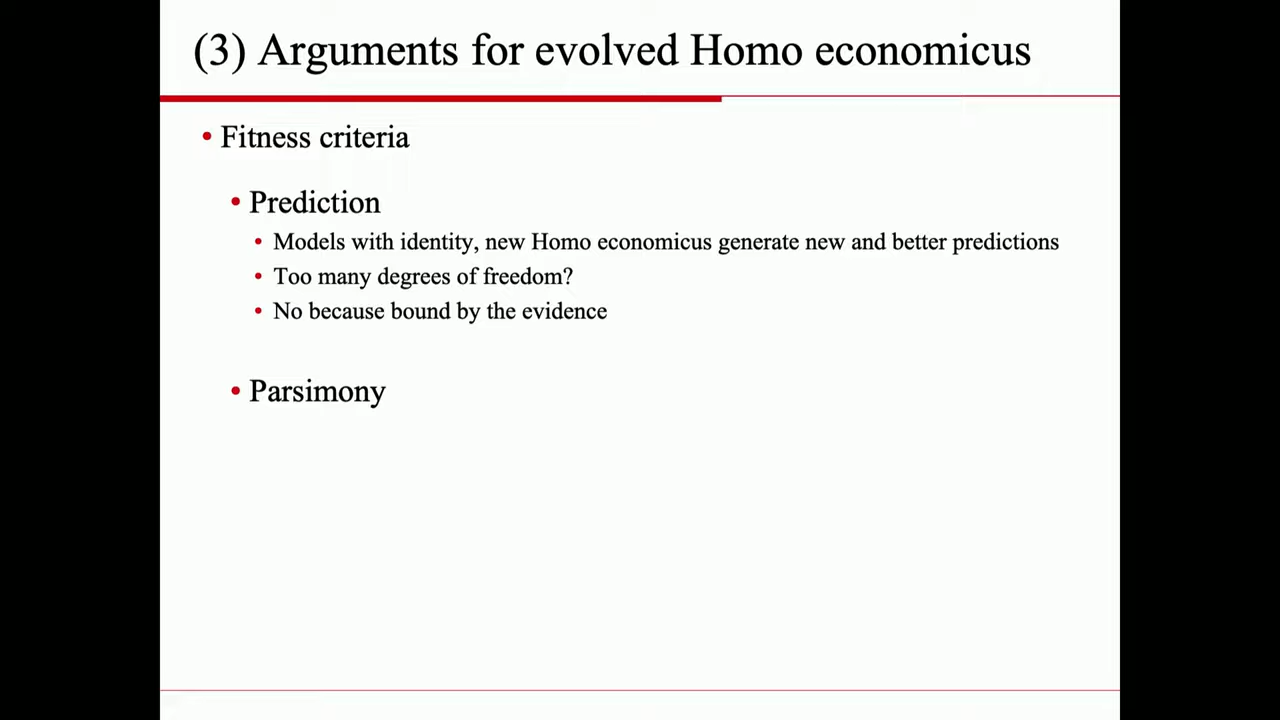 (3) Arguments for evolved Homo economicus
• Fitness criteria
• Prediction
• Models with identity, new Homo economicus generate new and better predictions
• Too many degrees of freedom?
• No because bound by the evidence
• Parsimony